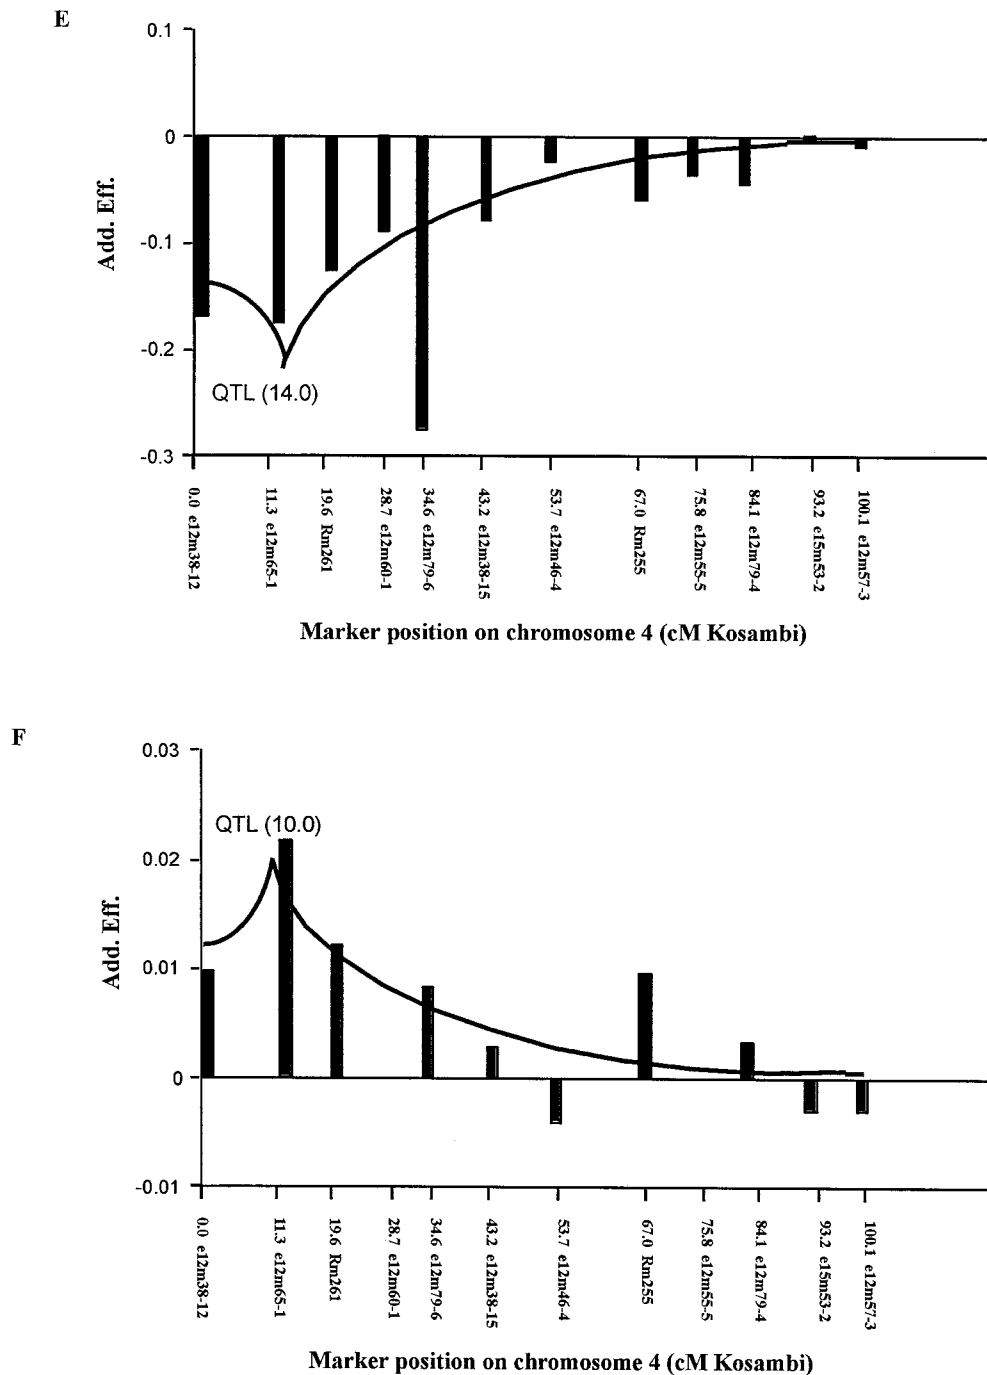 E
0.1
0
-0.1
-0.2
-0.3
Add. Eff.
QTL (14.0)
0.0 e12m38-12
11.3 e12m65-1
19.6 Rm261
28.7 e12m60-1
34.6 e12m79-6
43.2 e12m38-15
53.7 e12m46-4
67.0 Rm255
75.8 e12m55-5
84.1 e12m79-4
93.2 e15m53-2
100.1 e12m57-3
Marker position on chromosome 4 (cM Kosambi)
F
0.03
0.02
0.01
0
-0.01
Add. Eff.
QTL (10.0)
0.0 e12m38-12
11.3 e12m65-1
19.6 Rm261
28.7 e12m60-1
34.6 e12m79-6
43.2 e12m38-15
53.7 e12m46-4
67.0 Rm255
75.8 e12m55-5
84.1 e12m79-4
93.2 e15m53-2
100.1 e12m57-3
Marker position on chromosome 4 (cM Kosambi)